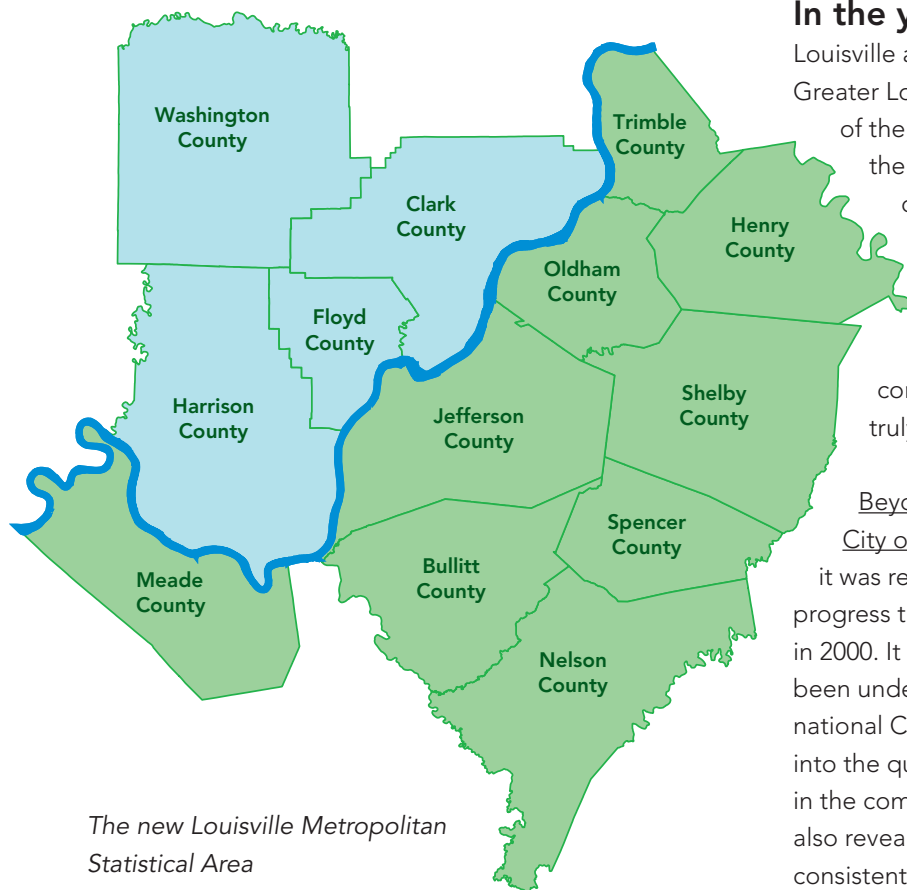 Washington
County
Clark
County
Floyd
County
Harrison
County
Trimble
County
Henry
County
Oldham
County
Jefferson
County
Shelby
County
Spencer
County
Bullitt
County
Meade
County
Nelson
County
The new Louisville Metropolitan
Statistical Area
In the y
Louisville a
Greater Lo
of the
the
truly
Beyo
City o
it was re
progress t
in 2000. It
been unde
national C
into the qu
in the com
also revea
consistent